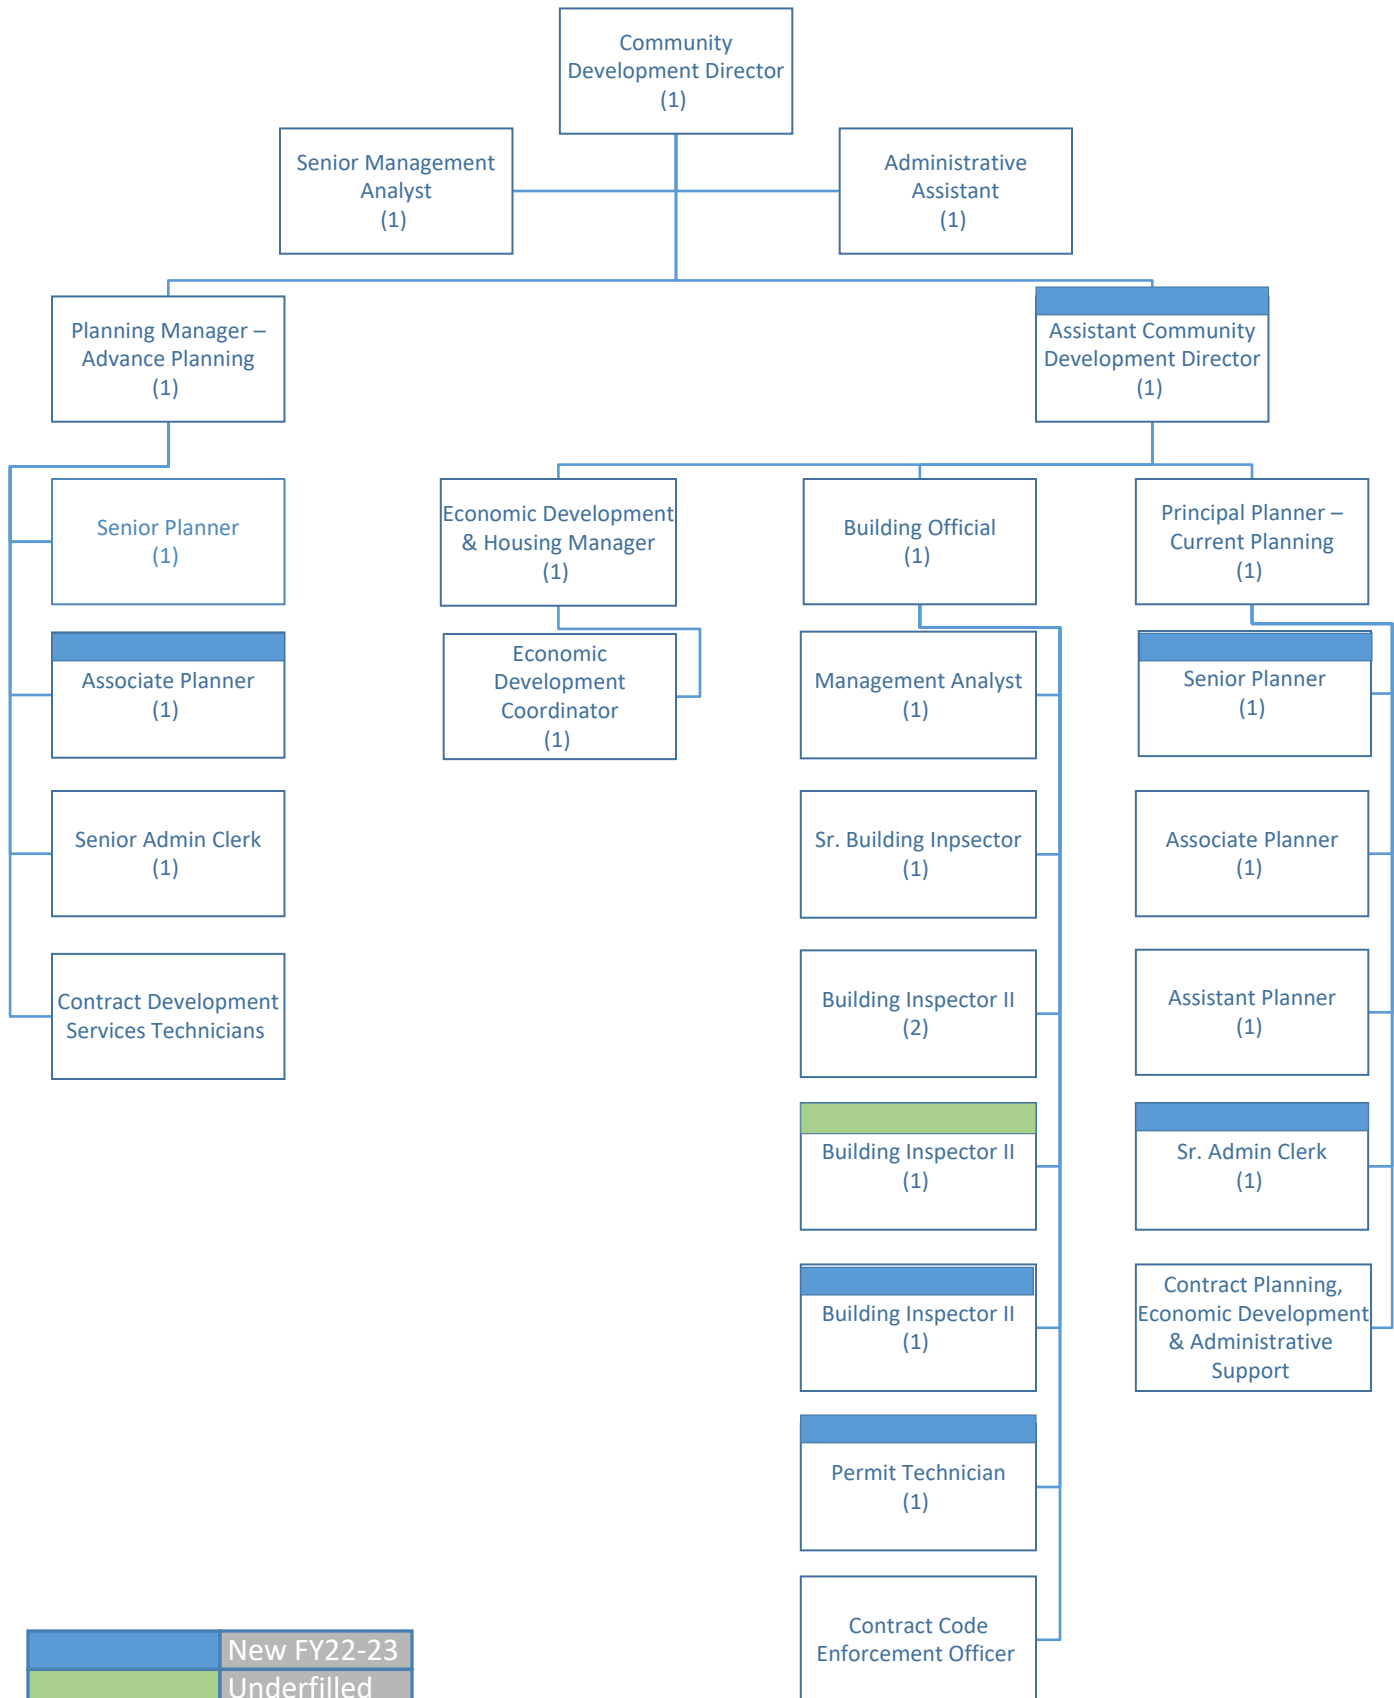 Community
Development Director
(1)
Senior Management
Analyst
(1)
Administrative
Assistant
(1)
Planning Manager –
Advance Planning
(1)
Assistant Community
Development Director
(1)
Senior Planner
(1)
Associate Planner
(1)
Senior Admin Clerk
(1)
Contract Development
Services Technicians
Economic Development
& Housing Manager
(1)
Economic
Development
Coordinator
(1)
Building Official
(1)
Management Analyst
(1)
Sr. Building Inpsector
(1)
Building Inspector II
(2)
Building Inspector II
(1)
Building Inspector II
(1)
Permit Technician
(1)
Contract Code
Enforcement Officer
Principal Planner –
Current Planning
(1)
Senior Planner
(1)
Associate Planner
(1)
Assistant Planner
(1)
Sr. Admin Clerk
(1)
Contract Planning,
Economic Development
& Administrative
Support
New FY22-23
Underfilled